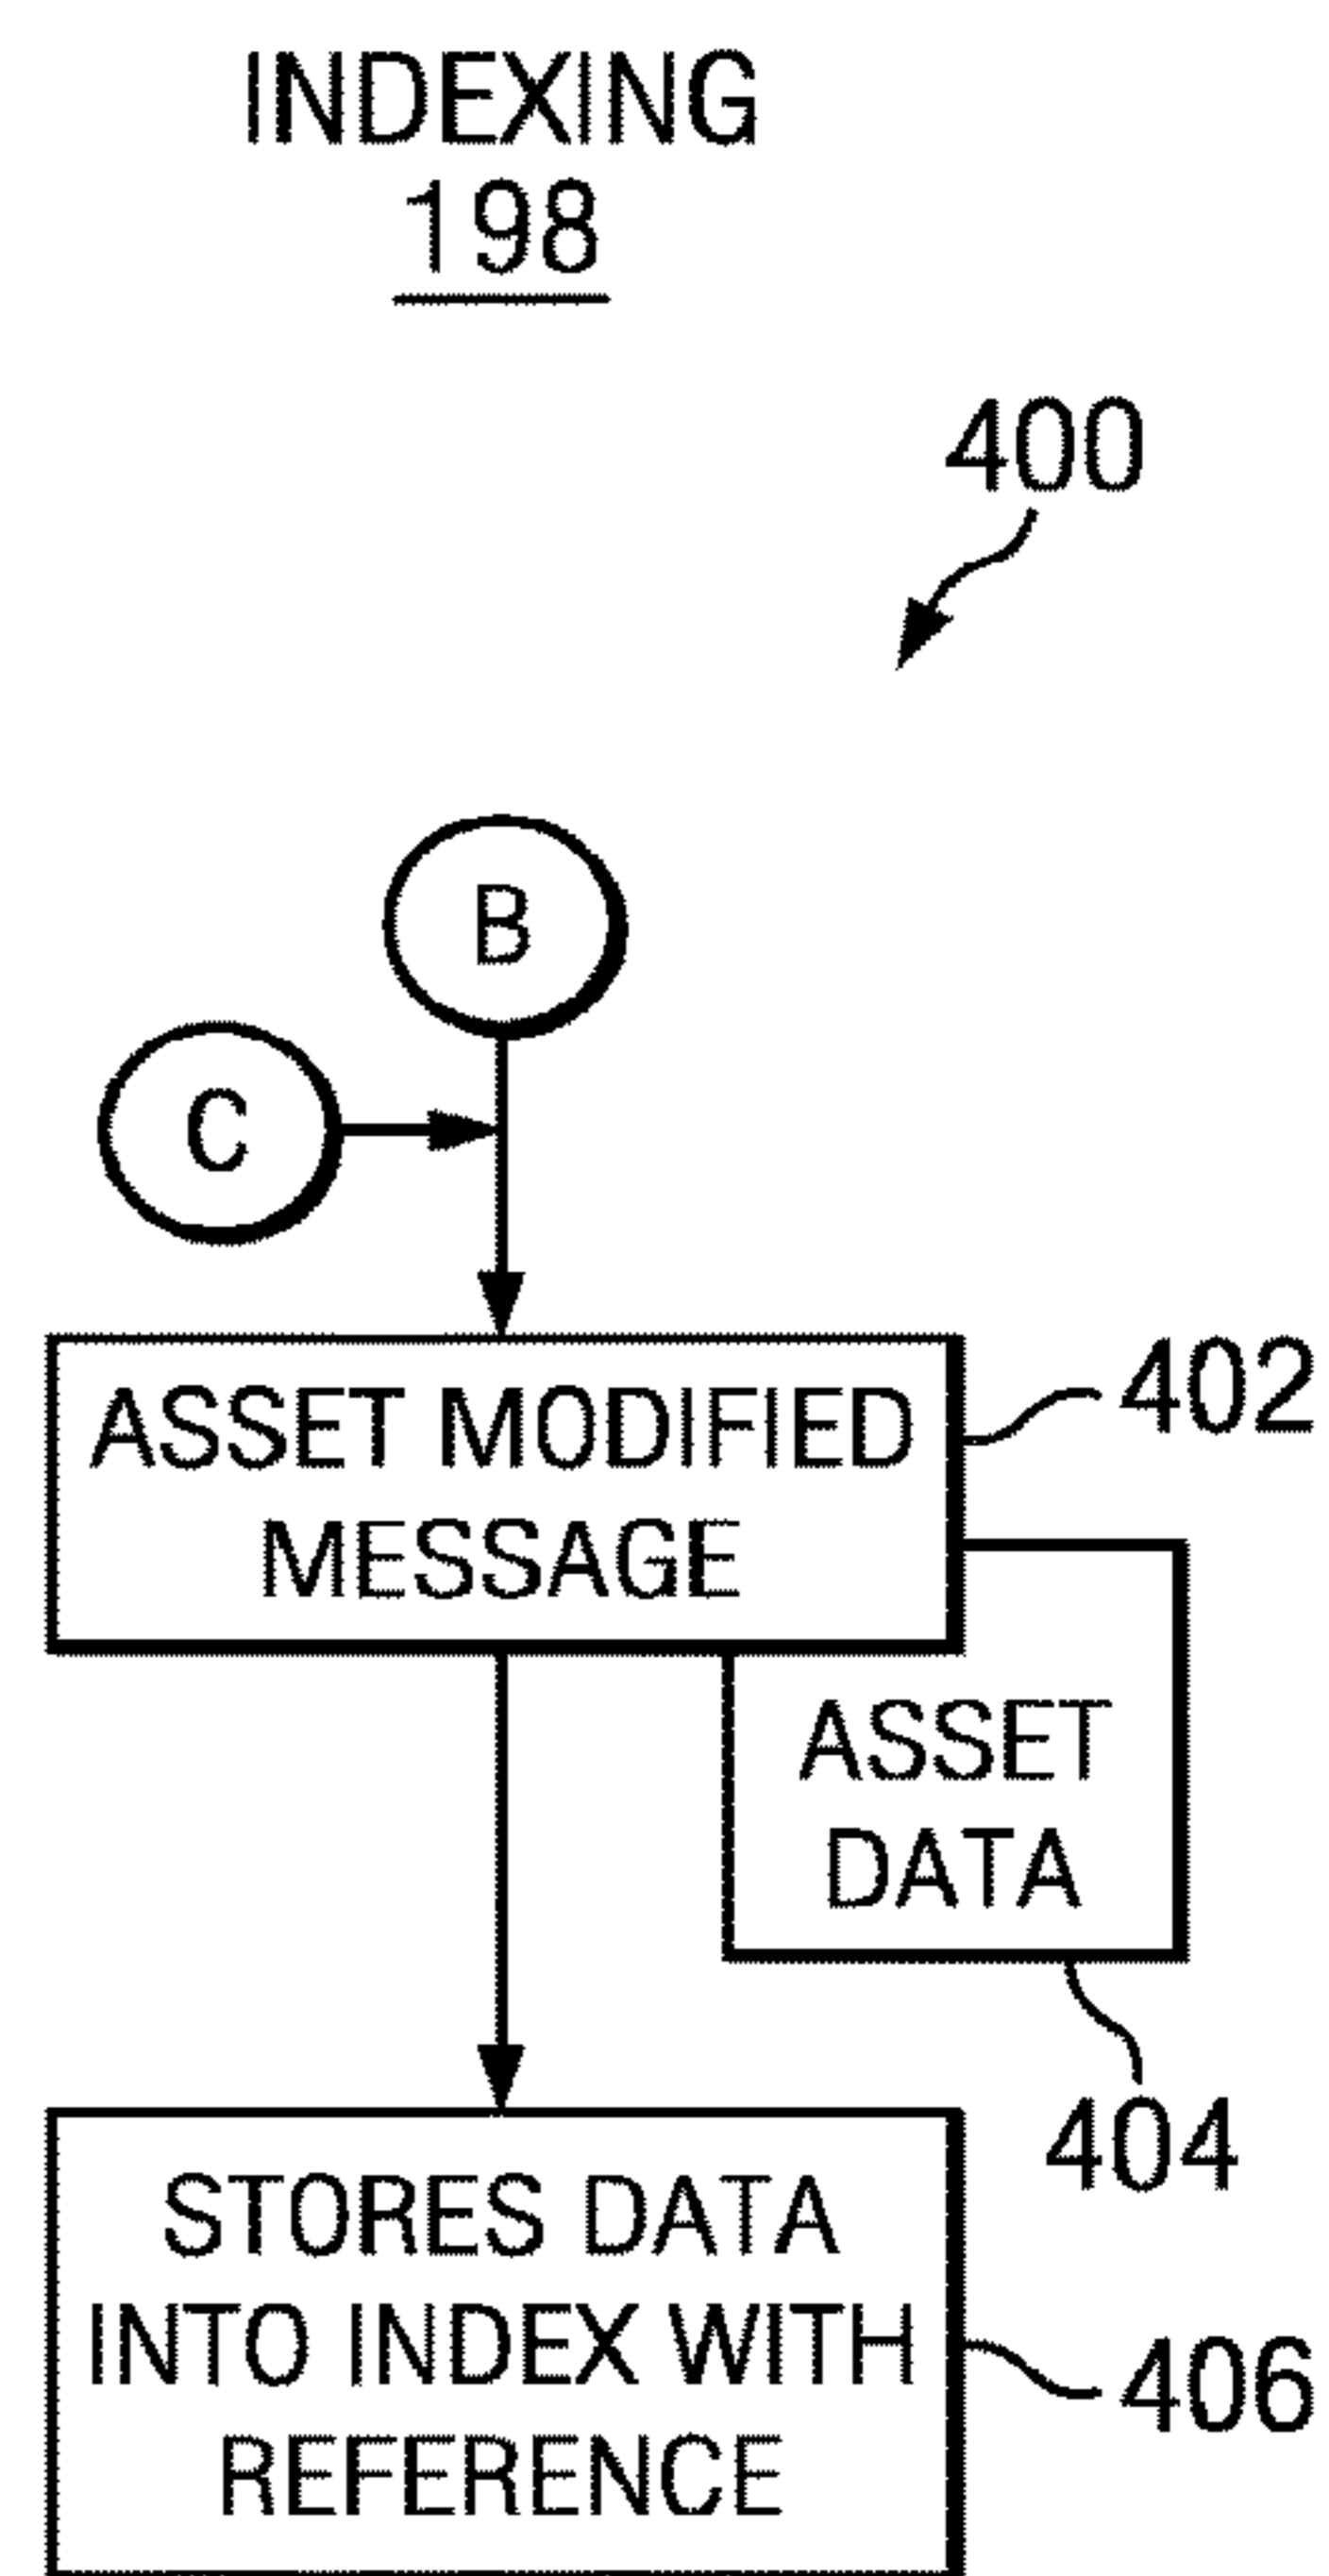 INDEXING
198
400
B
C
ASSET MODIFIED
MESSAGE
402
ASSET
DATA
404
STORES DATA
INTO INDEX WITH
REFERENCE
406